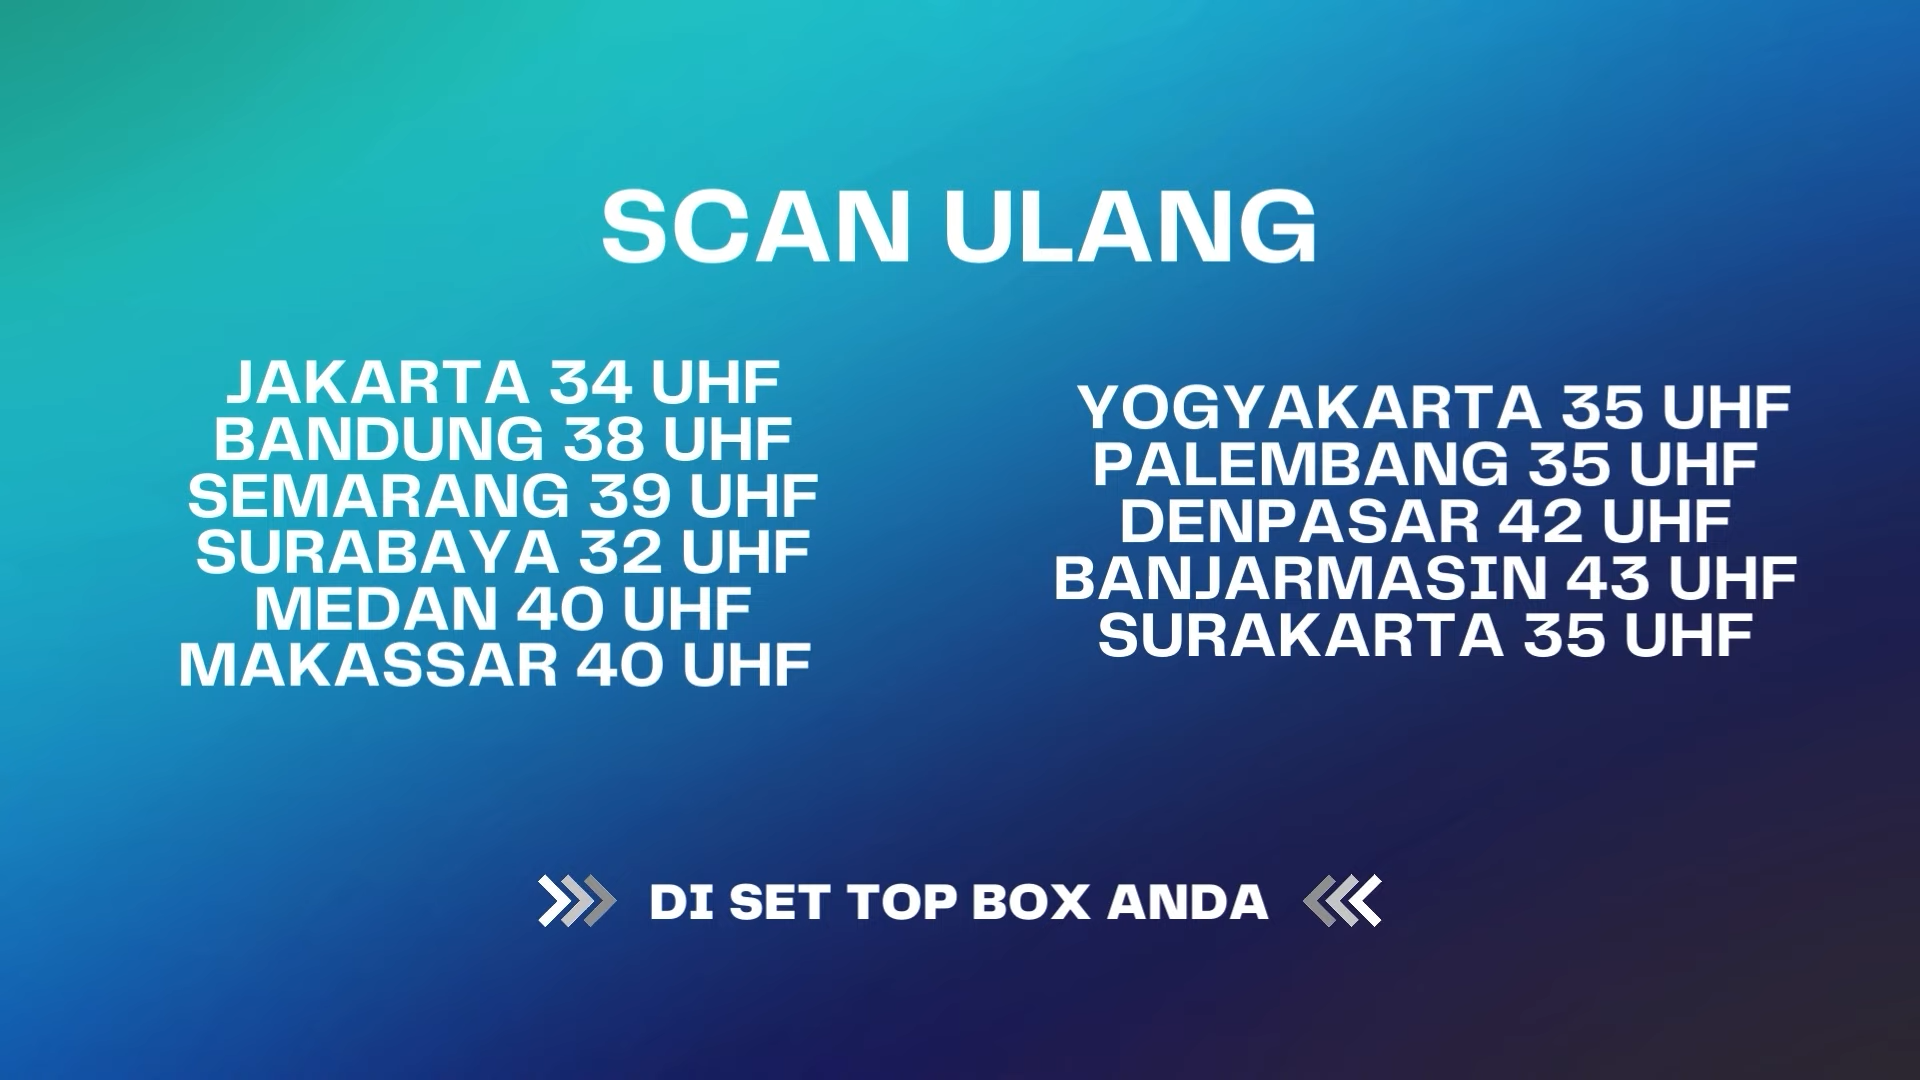 SCAN ULANG
JAKARTA 34 UHF
BANDUNG 38 UHF
SEMARANG 39 UHF
SURABAYA 32 UHF
MEDAN 40 UHF
MAKASSAR 40 UHF
YOGYAKARTA 35 UHF
PALEMBANG 35 UHF
DENPASAR 42 UHF
BANJARMASIN 43 UHF
SURAKARTA 35 UHF
DI SET TOP BOX ANDA